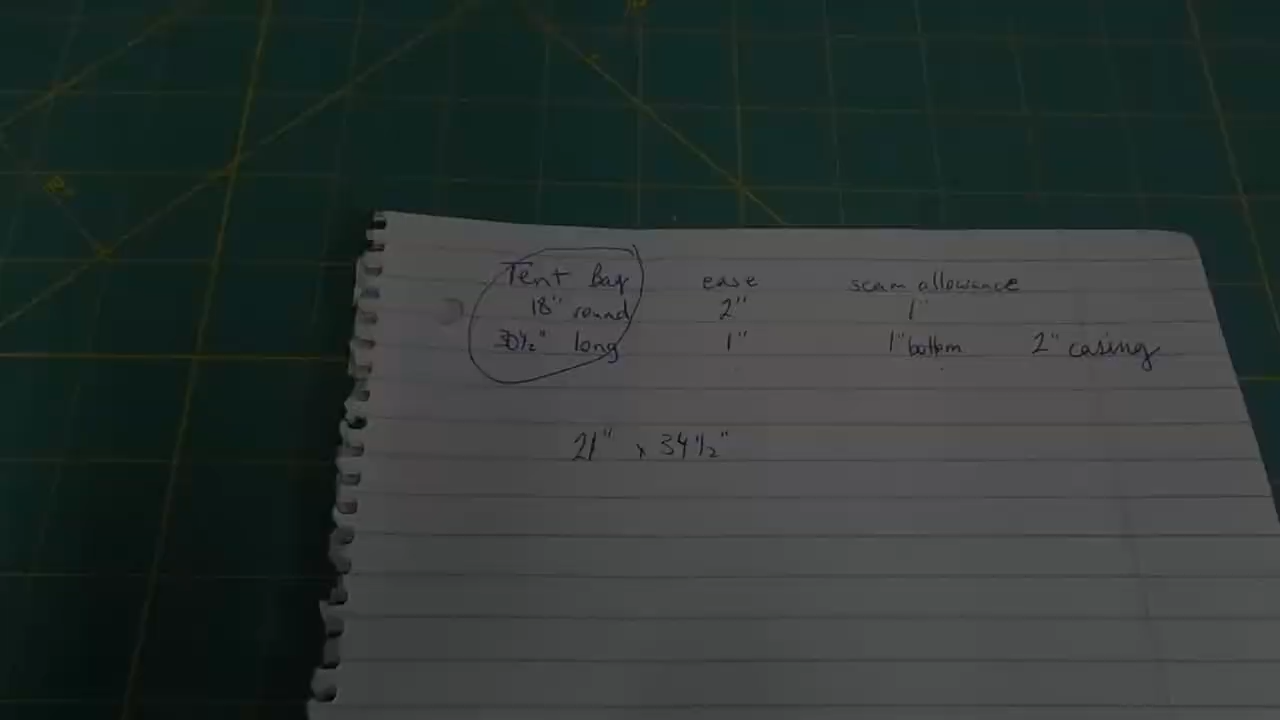 Tent Bag ease seam allowance
18" round 2" 1"
30½" long 1" 1" bottom 2" casing
21" x 34½"